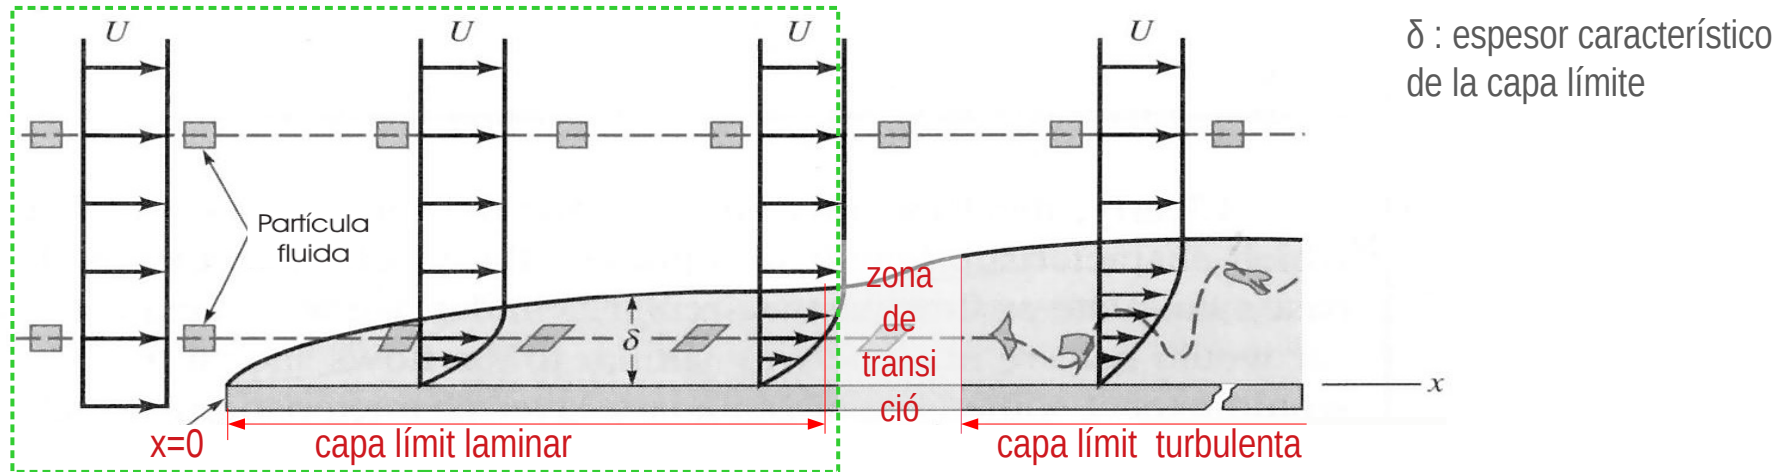 U
U
U
U
δ : espesor característico
de la capa límite
Partícula
fluida
δ
zona
de
transi
ció
x
x=0
capa límit laminar
capa límit turbulenta